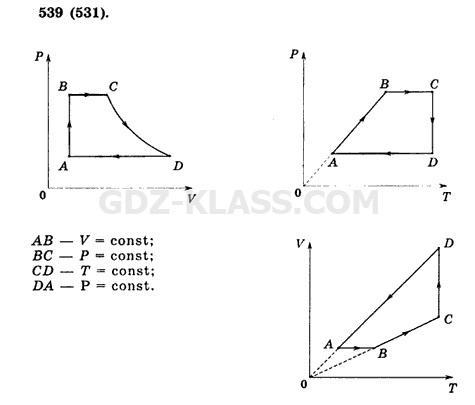 539 (531).
P
B
C
A
D
0
V
P
B
C
A
D
0
T
GDZ-KLASS.COM
AB — V = const;
BC — P = const;
CD — T = const;
DA — P = const.
V
D
C
A
B
0
T